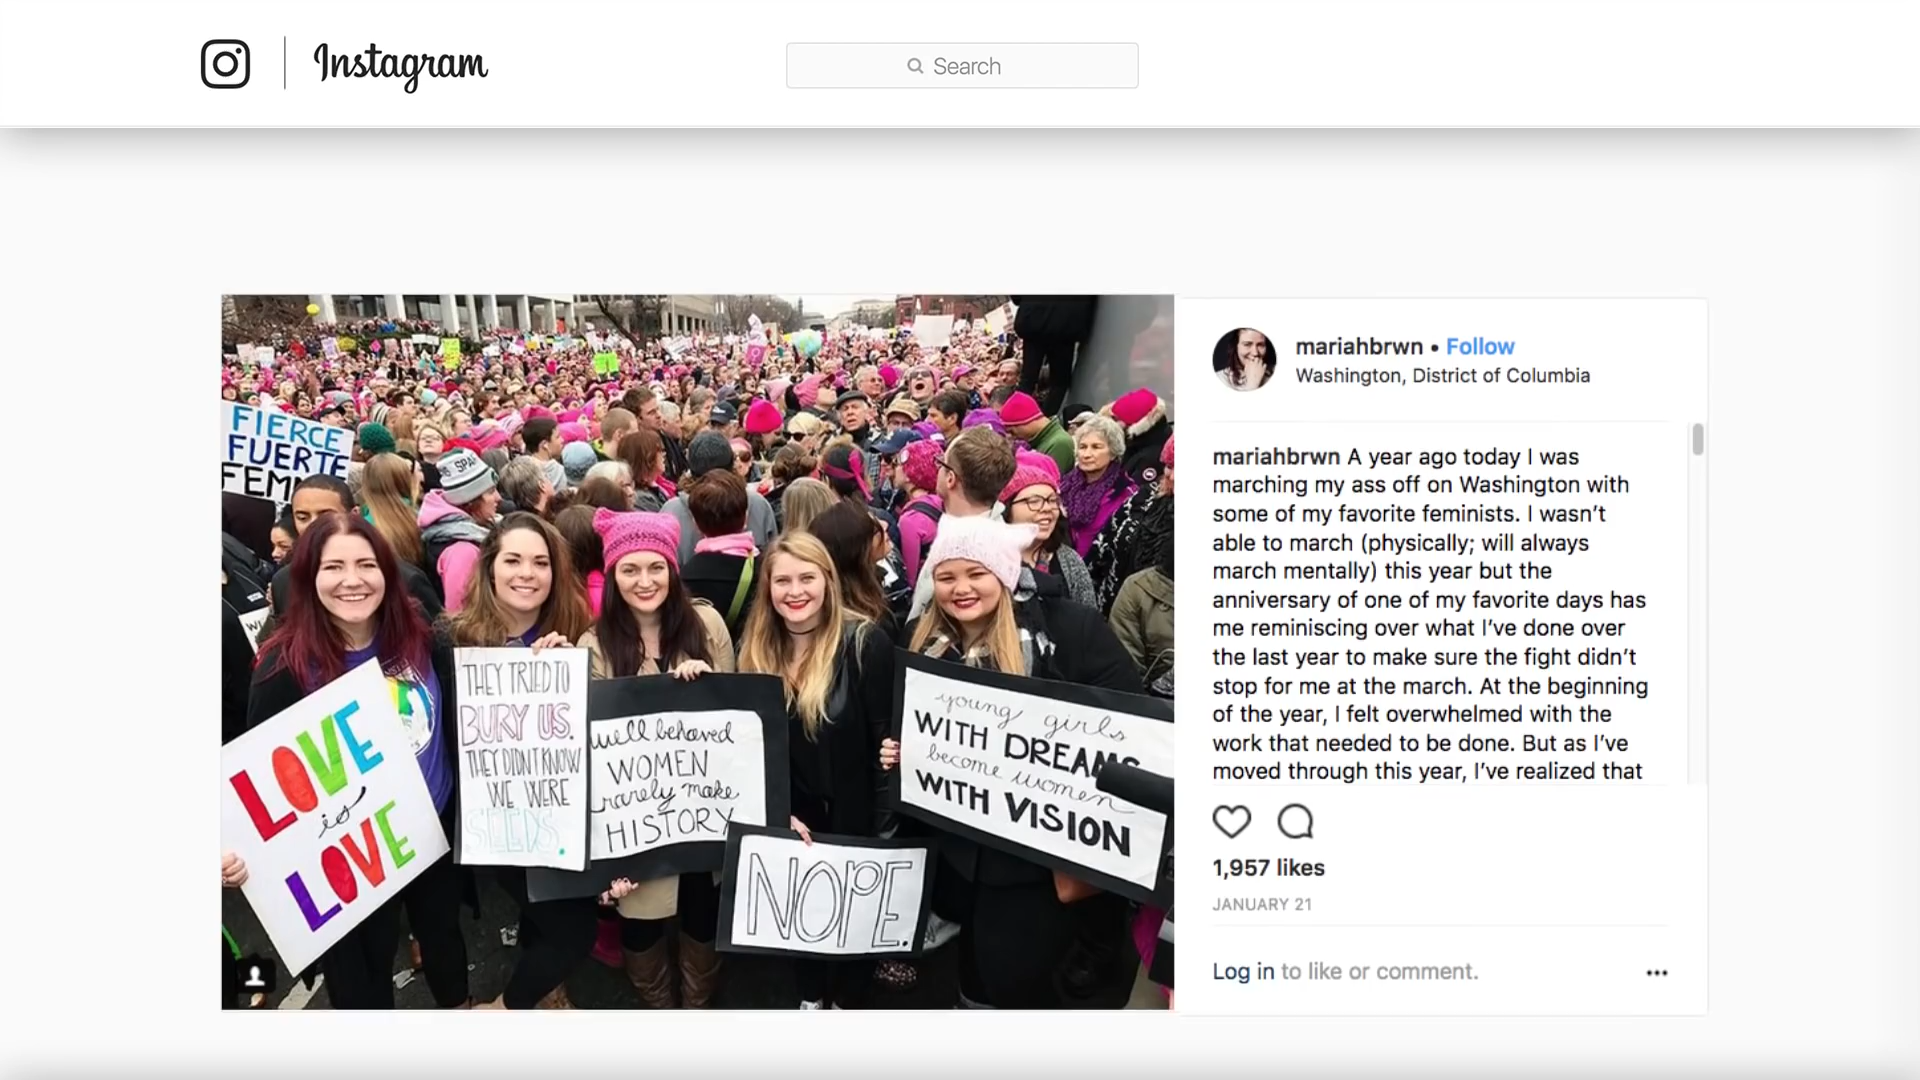 Instagram
Search
FIERCE
FUERTE
LOVE
is
LOVE
THEY TRIED TO
BURY US.
THEY DIDN'T KNOW
WE WERE
SEEDS.
well behaved
WOMEN
rarely make
HISTORY
NOPE.
young girls
WITH DREAMS
become women
WITH VISION
mariahbrwn • Follow
Washington, District of Columbia
mariahbrwn A year ago today I was
marching my ass off on Washington with
some of my favorite feminists. I wasn't
able to march (physically; will always
march mentally) this year but the
anniversary of one of my favorite days has
me reminiscing over what I've done over
the last year to make sure the fight didn't
stop for me at the march. At the beginning
of the year, I felt overwhelmed with the
work that needed to be done. But as I've
moved through this year, I've realized that
1,957 likes
JANUARY 21
Log in to like or comment.